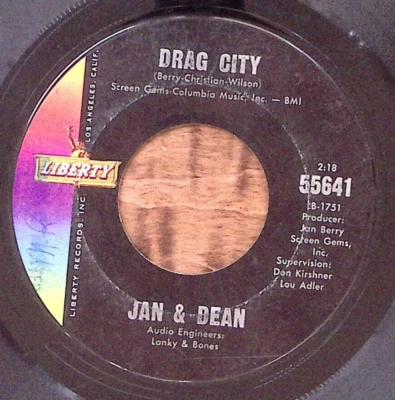 DRAG CITY
(Berry-Christian-Wilson)
Screen Gems-Columbia Music, Inc. — BMI
LOS ANGELES, CALIF.
LIBERTY
LIBERTY RECORDS, INC.
2:18
55641
LB-1751
Producer:
Jan Berry
Screen Gems,
Inc.
Supervision:
Don Kirshner
Lou Adler
JAN & DEAN
Audio Engineers:
Lanky & Bones